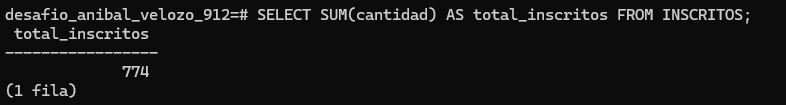 desafio_anibal_velozo_912=# SELECT SUM(cantidad) AS total_inscritos FROM INSCRITOS;
 total_inscritos
-----------------
             774
(1 fila)